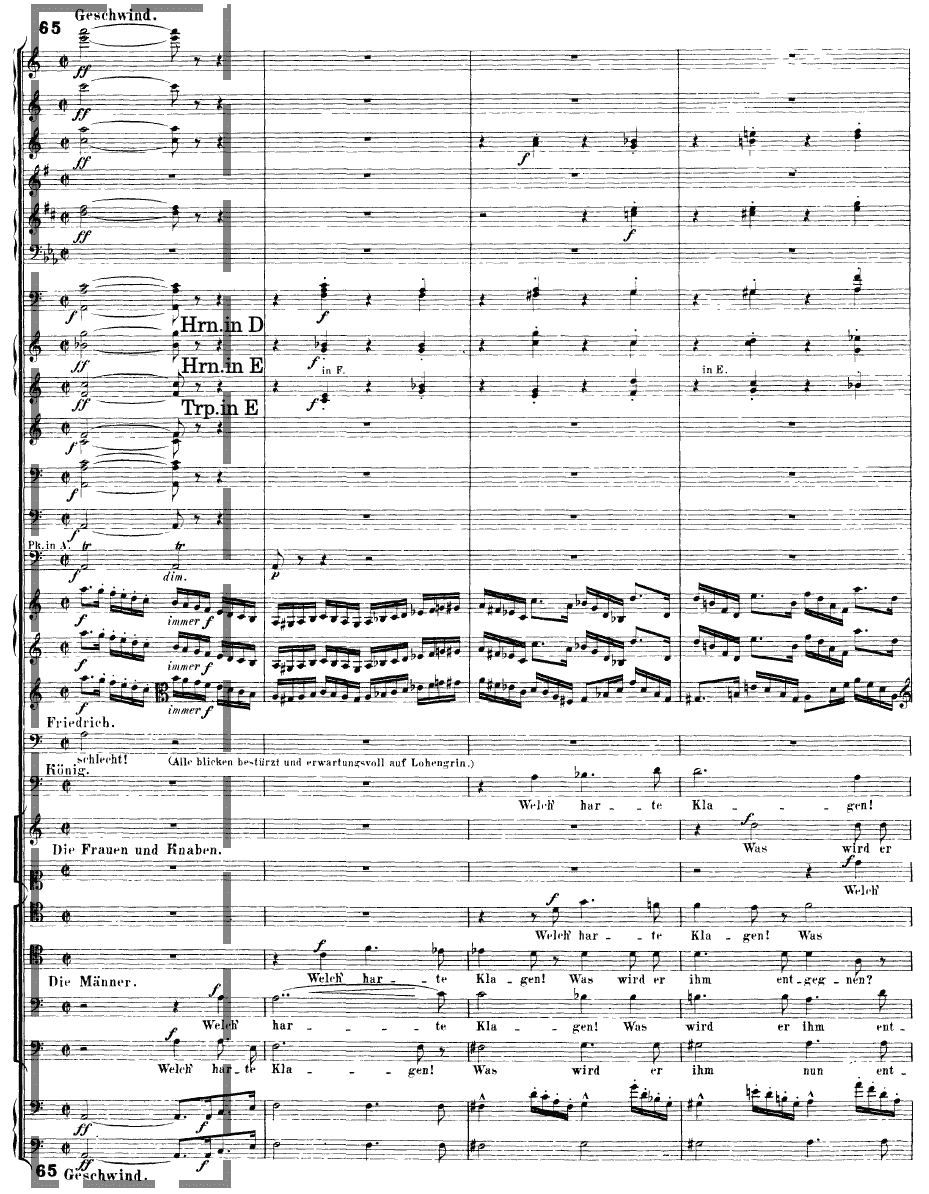 65 Geschwind.
ff
ff
ff
f
ff
f
f
f
Hrn.in D
ff
f
Hrn.in E
in F.
in E.
ff
f
Trp.in E
f
f
f
Pk.in A.
tr
tr
f
dim.
p
f
immer f
f
immer f
f
immer f
Friedrich.
schlecht! (Alle blicken bestürzt und erwartungsvoll auf Lohengrin.)
König.
Welch' har - te Kla - gen!
f
Die Frauen und Knaben.
Was wird er
f
Welch'
f
Welch' har - te Kla - gen! Was
f
Die Männer.
Welch' har - te Kla - gen! Was wird er ihm ent-geg-nen?
f
Welch' har - te Kla - gen! Was wird er ihm ent-
f
Welch' har-te Kla - gen! Was wird er ihm nun ent-
ff
f
ff
f
65 Geschwind.